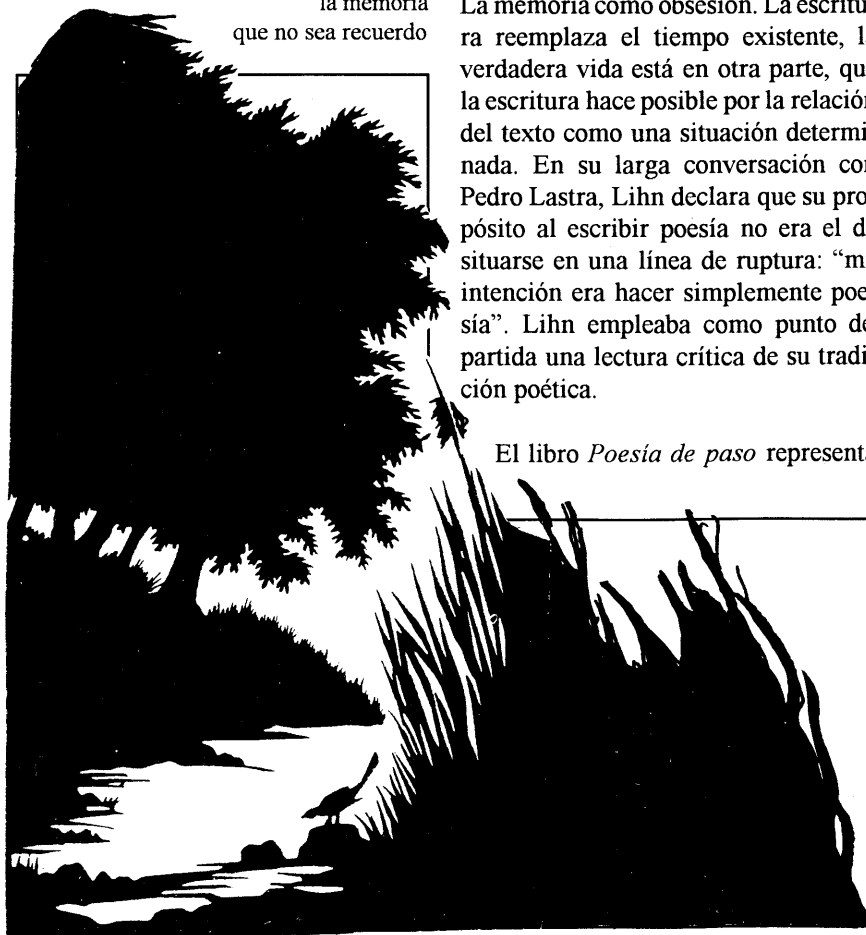 la memoria
que no sea recuerdo
La memoria como obsesión. La escritu
ra reemplaza el tiempo existente, l
verdadera vida está en otra parte, qu
la escritura hace posible por la relación
del texto como una situación determi
nada. En su larga conversación con
Pedro Lastra, Lihn declara que su pro
pósito al escribir poesía no era el d
situarse en una línea de ruptura: “m
intención era hacer simplemente poe
sía”. Lihn empleaba como punto de
partida una lectura crítica de su tradi
ción poética.
El libro Poesía de paso represent